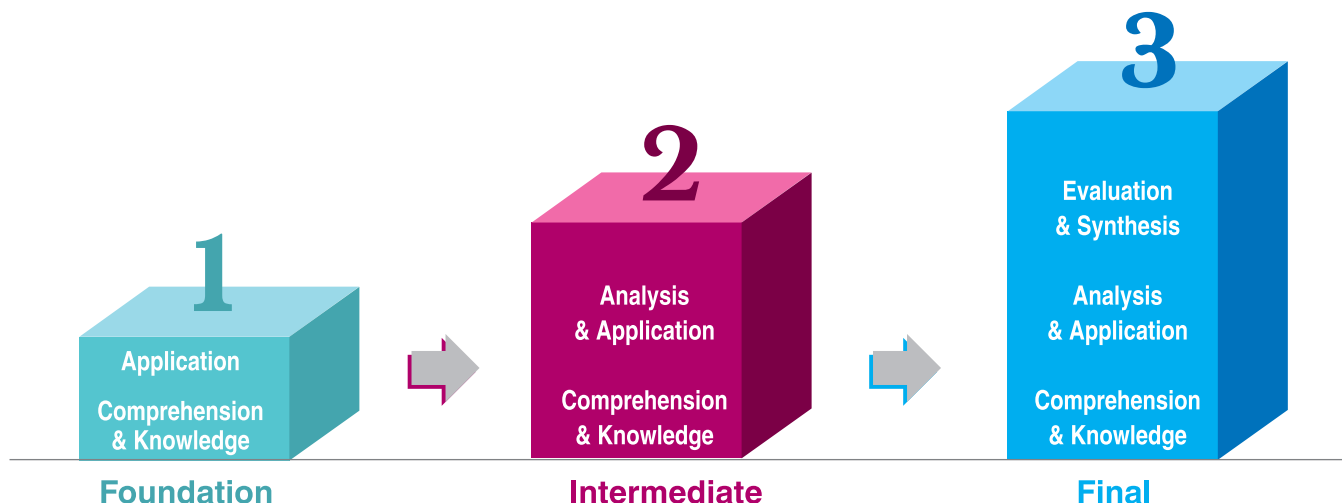 1
Application
Comprehension
& Knowledge
Foundation
2
Analysis
& Application
Comprehension
& Knowledge
Intermediate
3
Evaluation
& Synthesis
Analysis
& Application
Comprehension
& Knowledge
Final